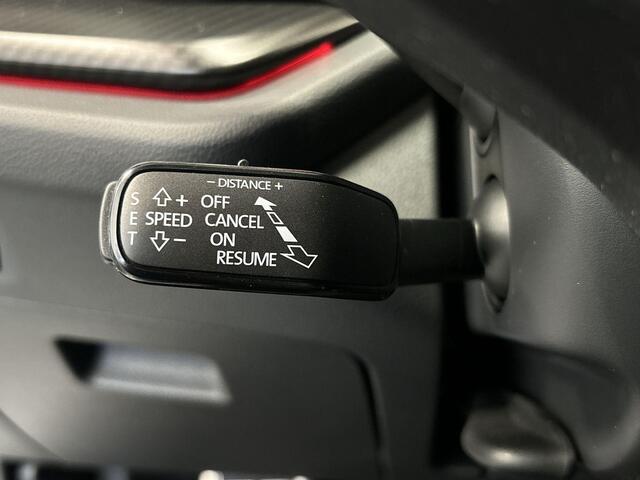 − DISTANCE +
S + OFF
E SPEED CANCEL
T − ON
RESUME